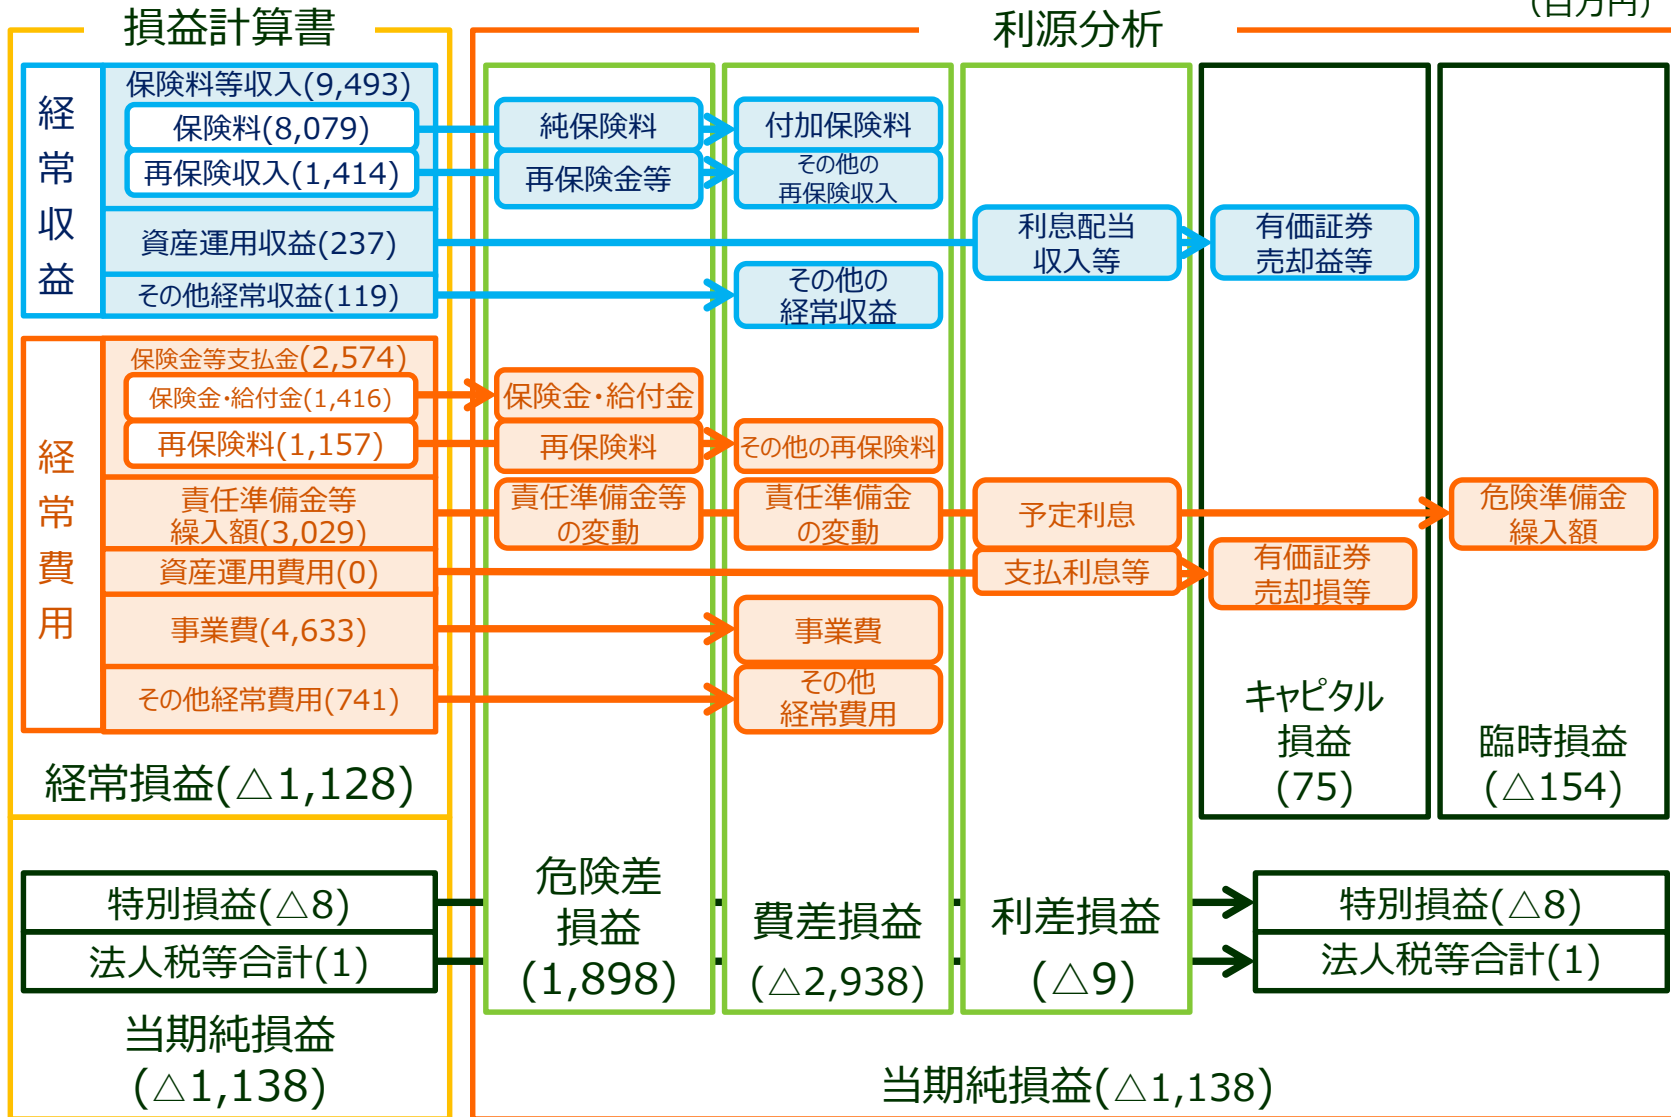 (百万円)
損益計算書
利源分析
経常収益
保険料等収入(9,493)
保険料(8,079)
再保険収入(1,414)
資産運用収益(237)
その他経常収益(119)
純保険料
付加保険料
再保険金等
その他の
再保険収入
利息配当
収入等
有価証券
売却益等
その他の
経常収益
経常費用
保険金等支払金(2,574)
保険金・給付金(1,416)
再保険料(1,157)
責任準備金等
繰入額(3,029)
資産運用費用(0)
事業費(4,633)
その他経常費用(741)
保険金・給付金
再保険料
その他の再保険料
責任準備金等
の変動
責任準備金
の変動
予定利息
危険準備金
繰入額
支払利息等
有価証券
売却損等
事業費
その他
経常費用
経常損益(△1,128)
キャピタル
損益
(75)
臨時損益
(△154)
特別損益(△8)
法人税等合計(1)
危険差
損益
(1,898)
費差損益
(△2,938)
利差損益
(△9)
特別損益(△8)
法人税等合計(1)
当期純損益
(△1,138)
当期純損益(△1,138)